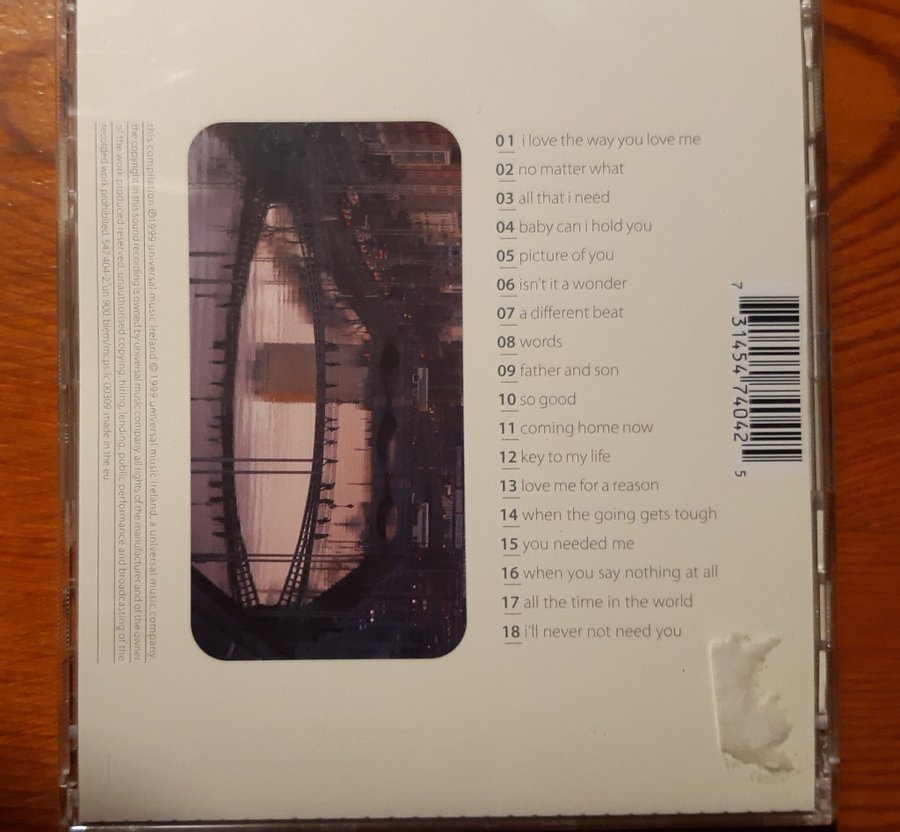 01 i love the way you love me
02 no matter what
03 all that i need
04 baby can i hold you
05 picture of you
06 isn't it a wonder
07 a different beat
08 words
09 father and son
10 so good
11 coming home now
12 key to my life
13 love me for a reason
14 when the going gets tough
15 you needed me
16 when you say nothing at all
17 all the time in the world
18 i'll never not need you
7 31454 74042 5
this compilation ℗1999 universal music ireland © 1999 universal music ireland, a universal music company.
the copyright in this sound recording is owned by universal music company. all rights of the manufacturer and of the owner
of the work produced reserved. unauthorised copying, hiring, lending, public performance and broadcasting of the
recorded work prohibited. 547 404-2. un 900. biem/mcps. lc 00309. made in the eu.